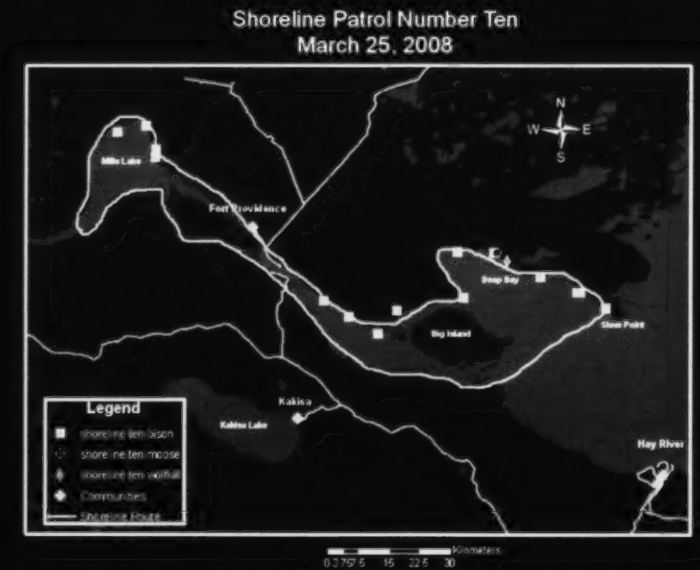 Shoreline Patrol Number Ten
March 25, 2008
N
W E
S
Mills Lake
Fort Providence
Deep Bay
Slave Point
Big Island
Legend
shoreline ten bison
shoreline ten moose
shoreline ten wolfkill
Communities
Shoreline Route
Kakisa
Kakisa Lake
Hay River
0 3.75 7.5 15 22.5 30
Kilometers